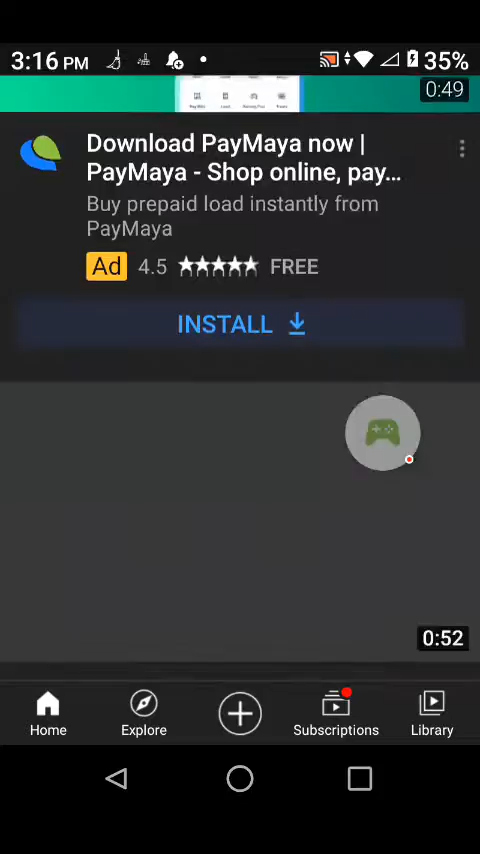 3:16 PM
35%
0:49
Download PayMaya now |
PayMaya - Shop online, pay...
Buy prepaid load instantly from
PayMaya
Ad 4.5 FREE
INSTALL
0:52
Home Explore Subscriptions Library